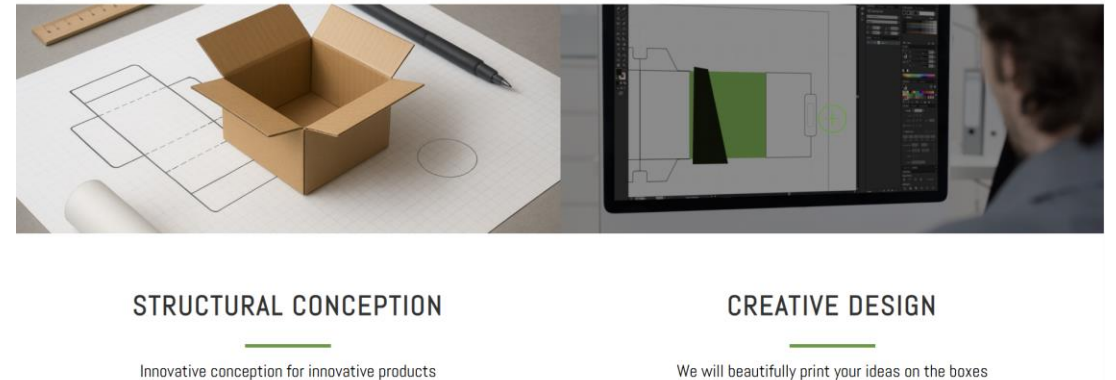 STRUCTURAL CONCEPTION
Innovative conception for innovative products
CREATIVE DESIGN
We will beautifully print your ideas on the boxes